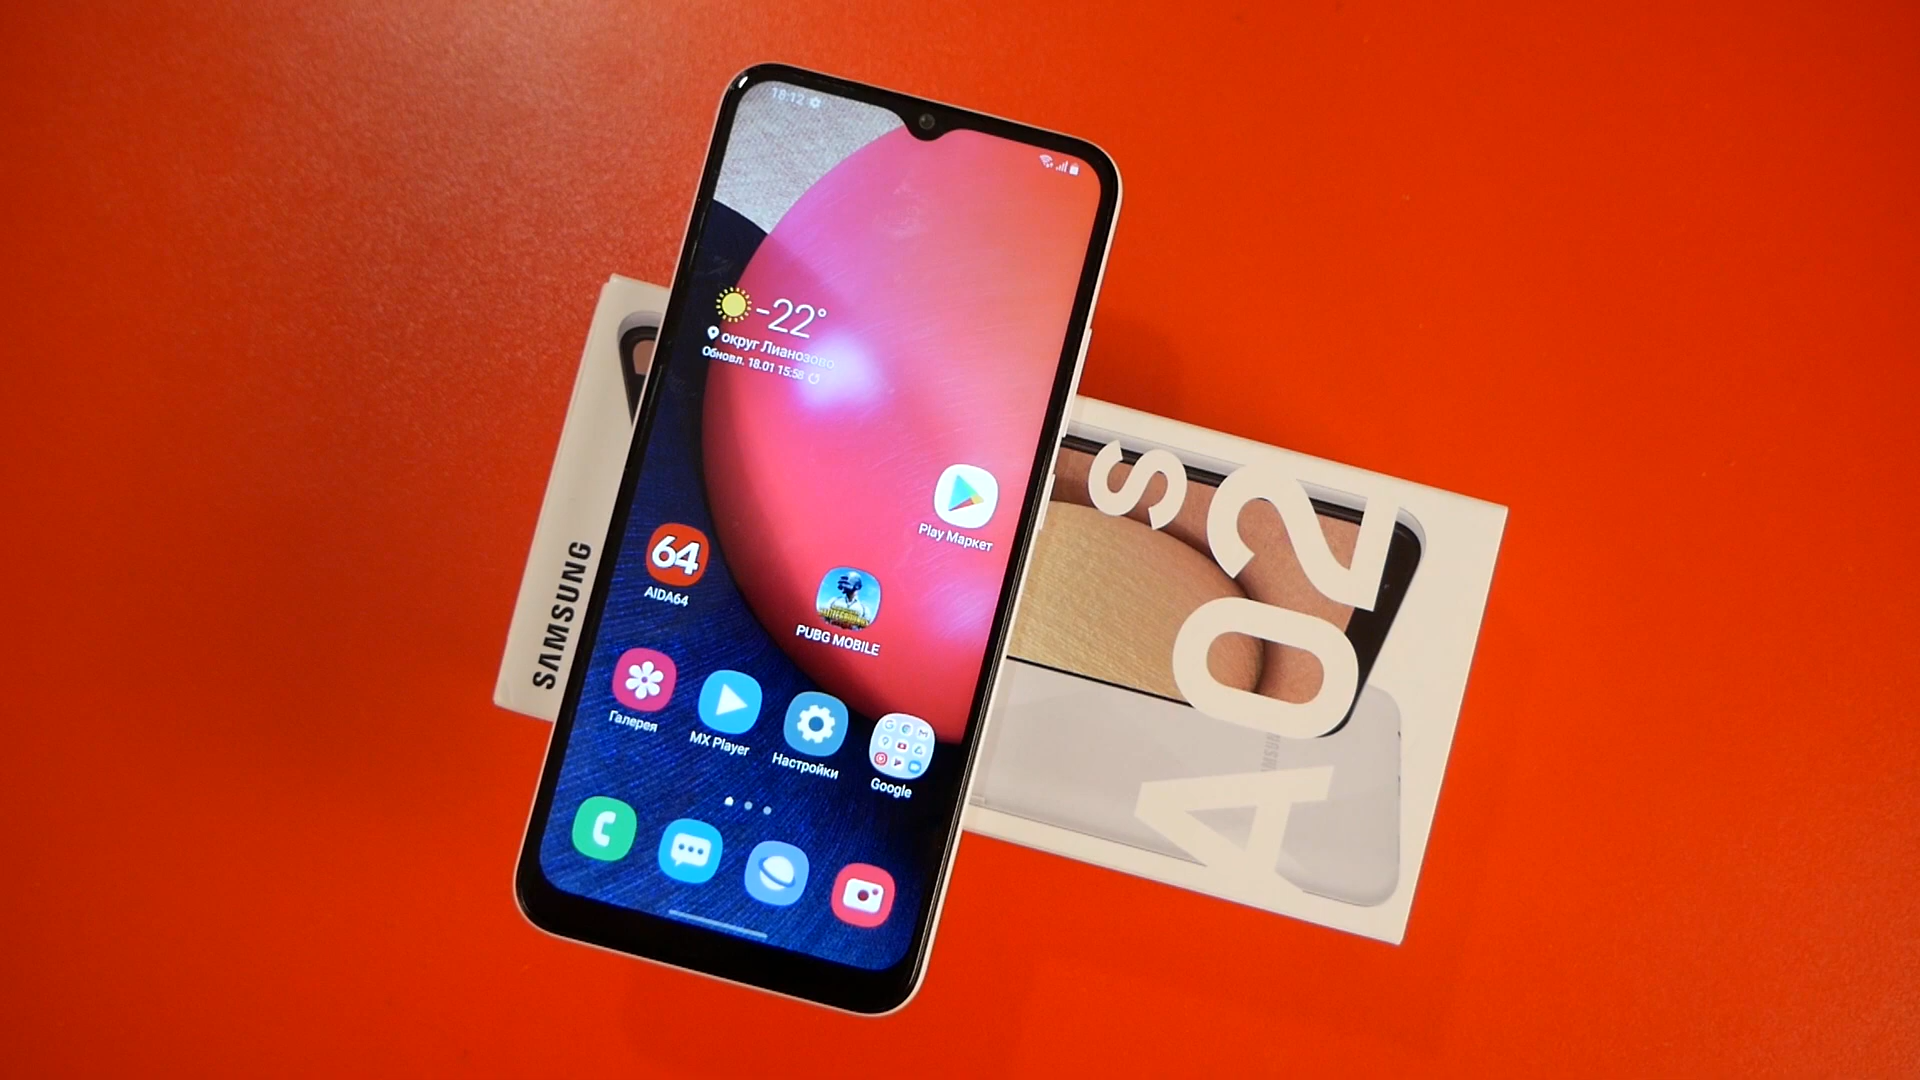 18:12
-22°
округ Лианозово
Обновл. 18.01 15:58
Play Маркет
64
AIDA64
PUBG MOBILE
Галерея
MX Player
Настройки
Google
SAMSUNG
A02s
SAMSUNG